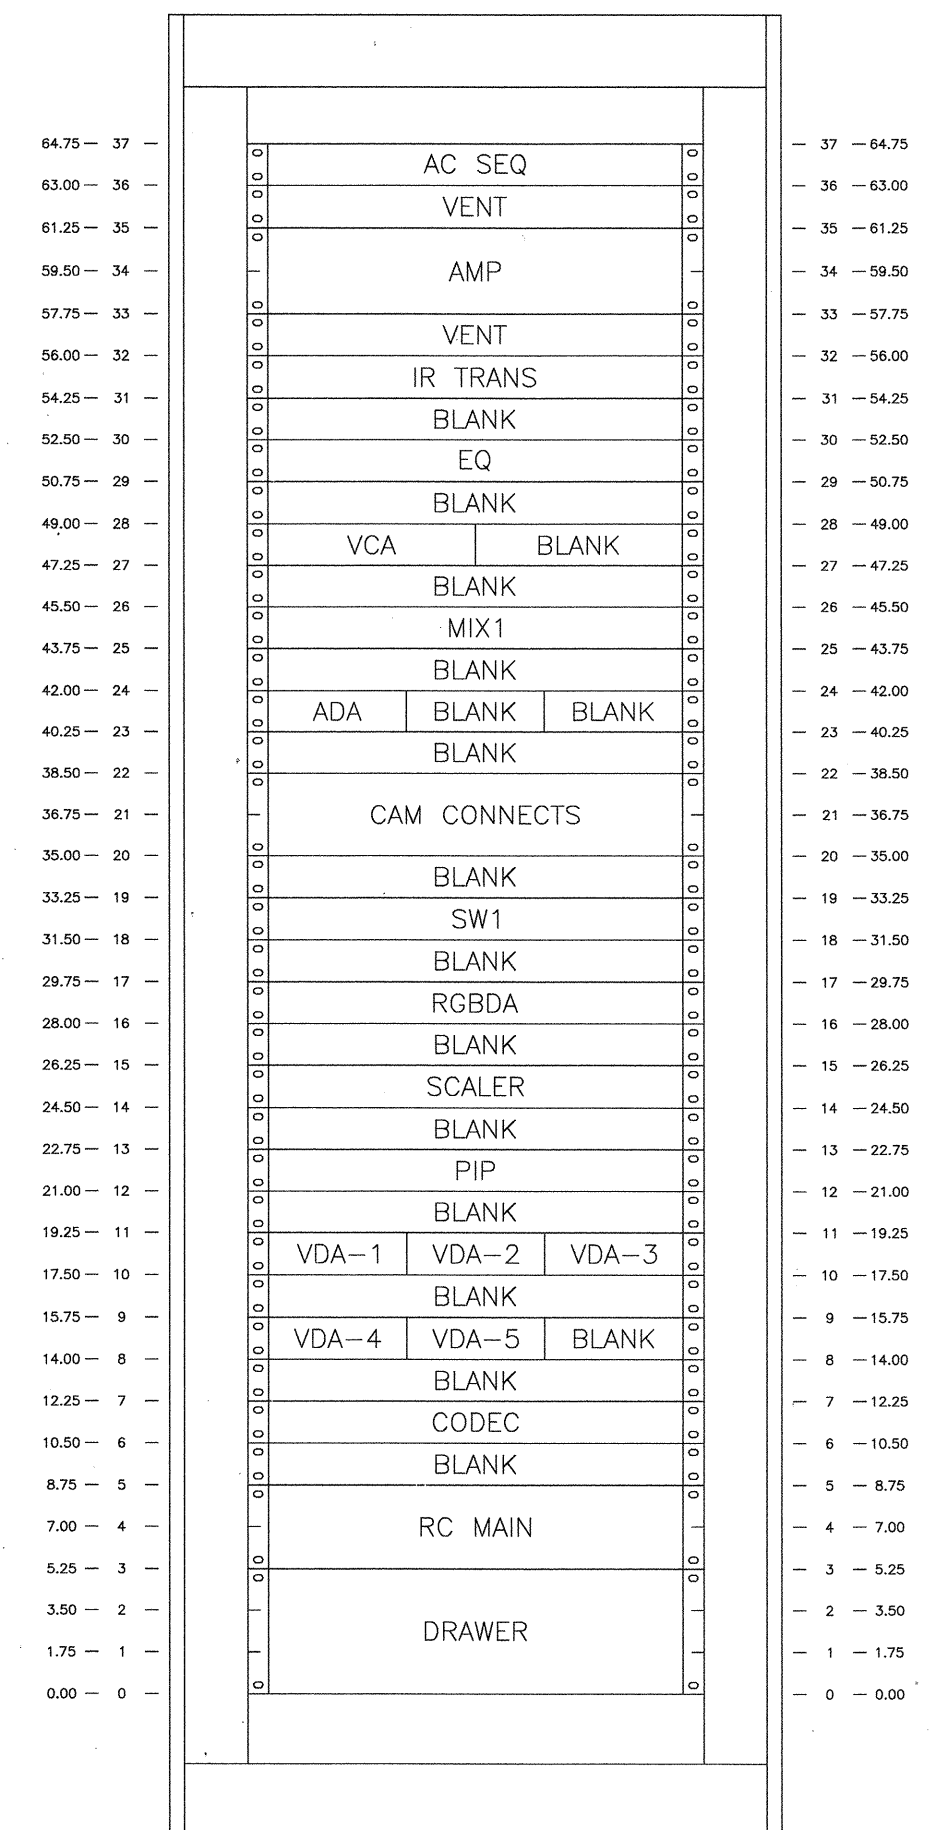 64.75— 37 — — 37 —64.75
AC SEQ
63.00— 36 — — 36 —63.00
VENT
61.25— 35 — — 35 —61.25
59.50— 34 — AMP — 34 —59.50
57.75— 33 — — 33 —57.75
VENT
56.00— 32 — — 32 —56.00
IR TRANS
54.25— 31 — — 31 —54.25
BLANK
52.50— 30 — — 30 —52.50
EQ
50.75— 29 — — 29 —50.75
BLANK
49.00— 28 — — 28 —49.00
VCA BLANK
47.25— 27 — — 27 —47.25
BLANK
45.50— 26 — — 26 —45.50
MIX1
43.75— 25 — — 25 —43.75
BLANK
42.00— 24 — — 24 —42.00
ADA BLANK BLANK
40.25— 23 — — 23 —40.25
BLANK
38.50— 22 — — 22 —38.50
36.75— 21 — CAM CONNECTS — 21 —36.75
35.00— 20 — — 20 —35.00
BLANK
33.25— 19 — — 19 —33.25
SW1
31.50— 18 — — 18 —31.50
BLANK
29.75— 17 — — 17 —29.75
RGBDA
28.00— 16 — — 16 —28.00
BLANK
26.25— 15 — — 15 —26.25
SCALER
24.50— 14 — — 14 —24.50
BLANK
22.75— 13 — — 13 —22.75
PIP
21.00— 12 — — 12 —21.00
BLANK
19.25— 11 — — 11 —19.25
VDA—1 VDA—2 VDA—3
17.50— 10 — — 10 —17.50
BLANK
15.75— 9 — — 9 —15.75
VDA—4 VDA—5 BLANK
14.00— 8 — — 8 —14.00
BLANK
12.25— 7 — — 7 —12.25
CODEC
10.50— 6 — — 6 —10.50
BLANK
8.75 — 5 — — 5 — 8.75
7.00 — 4 — RC MAIN — 4 — 7.00
5.25 — 3 — — 3 — 5.25
3.50 — 2 — — 2 — 3.50
DRAWER
1.75 — 1 — — 1 — 1.75
0.00 — 0 — — 0 — 0.00